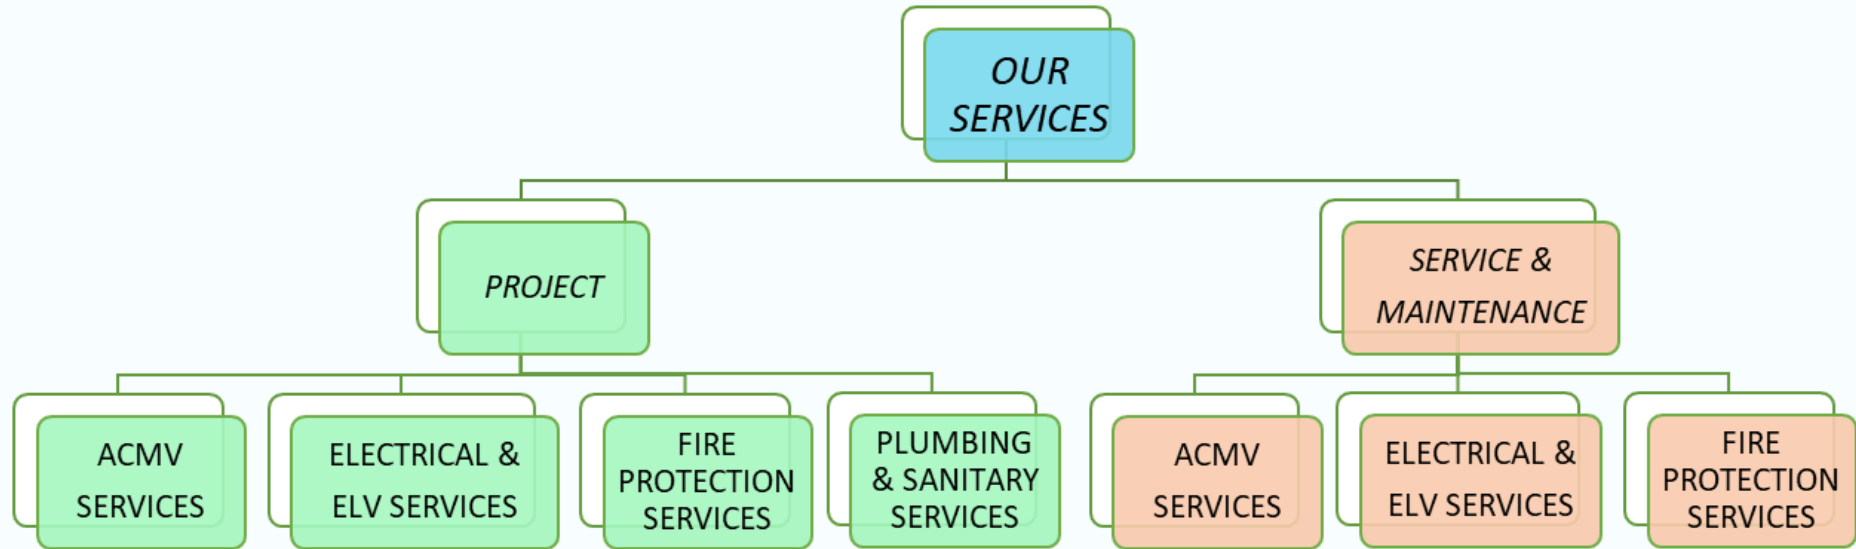 OUR
SERVICES
PROJECT
SERVICE &
MAINTENANCE
ACMV
SERVICES
ELECTRICAL &
ELV SERVICES
FIRE
PROTECTION
SERVICES
PLUMBING
& SANITARY
SERVICES
ACMV
SERVICES
ELECTRICAL &
ELV SERVICES
FIRE
PROTECTION
SERVICES